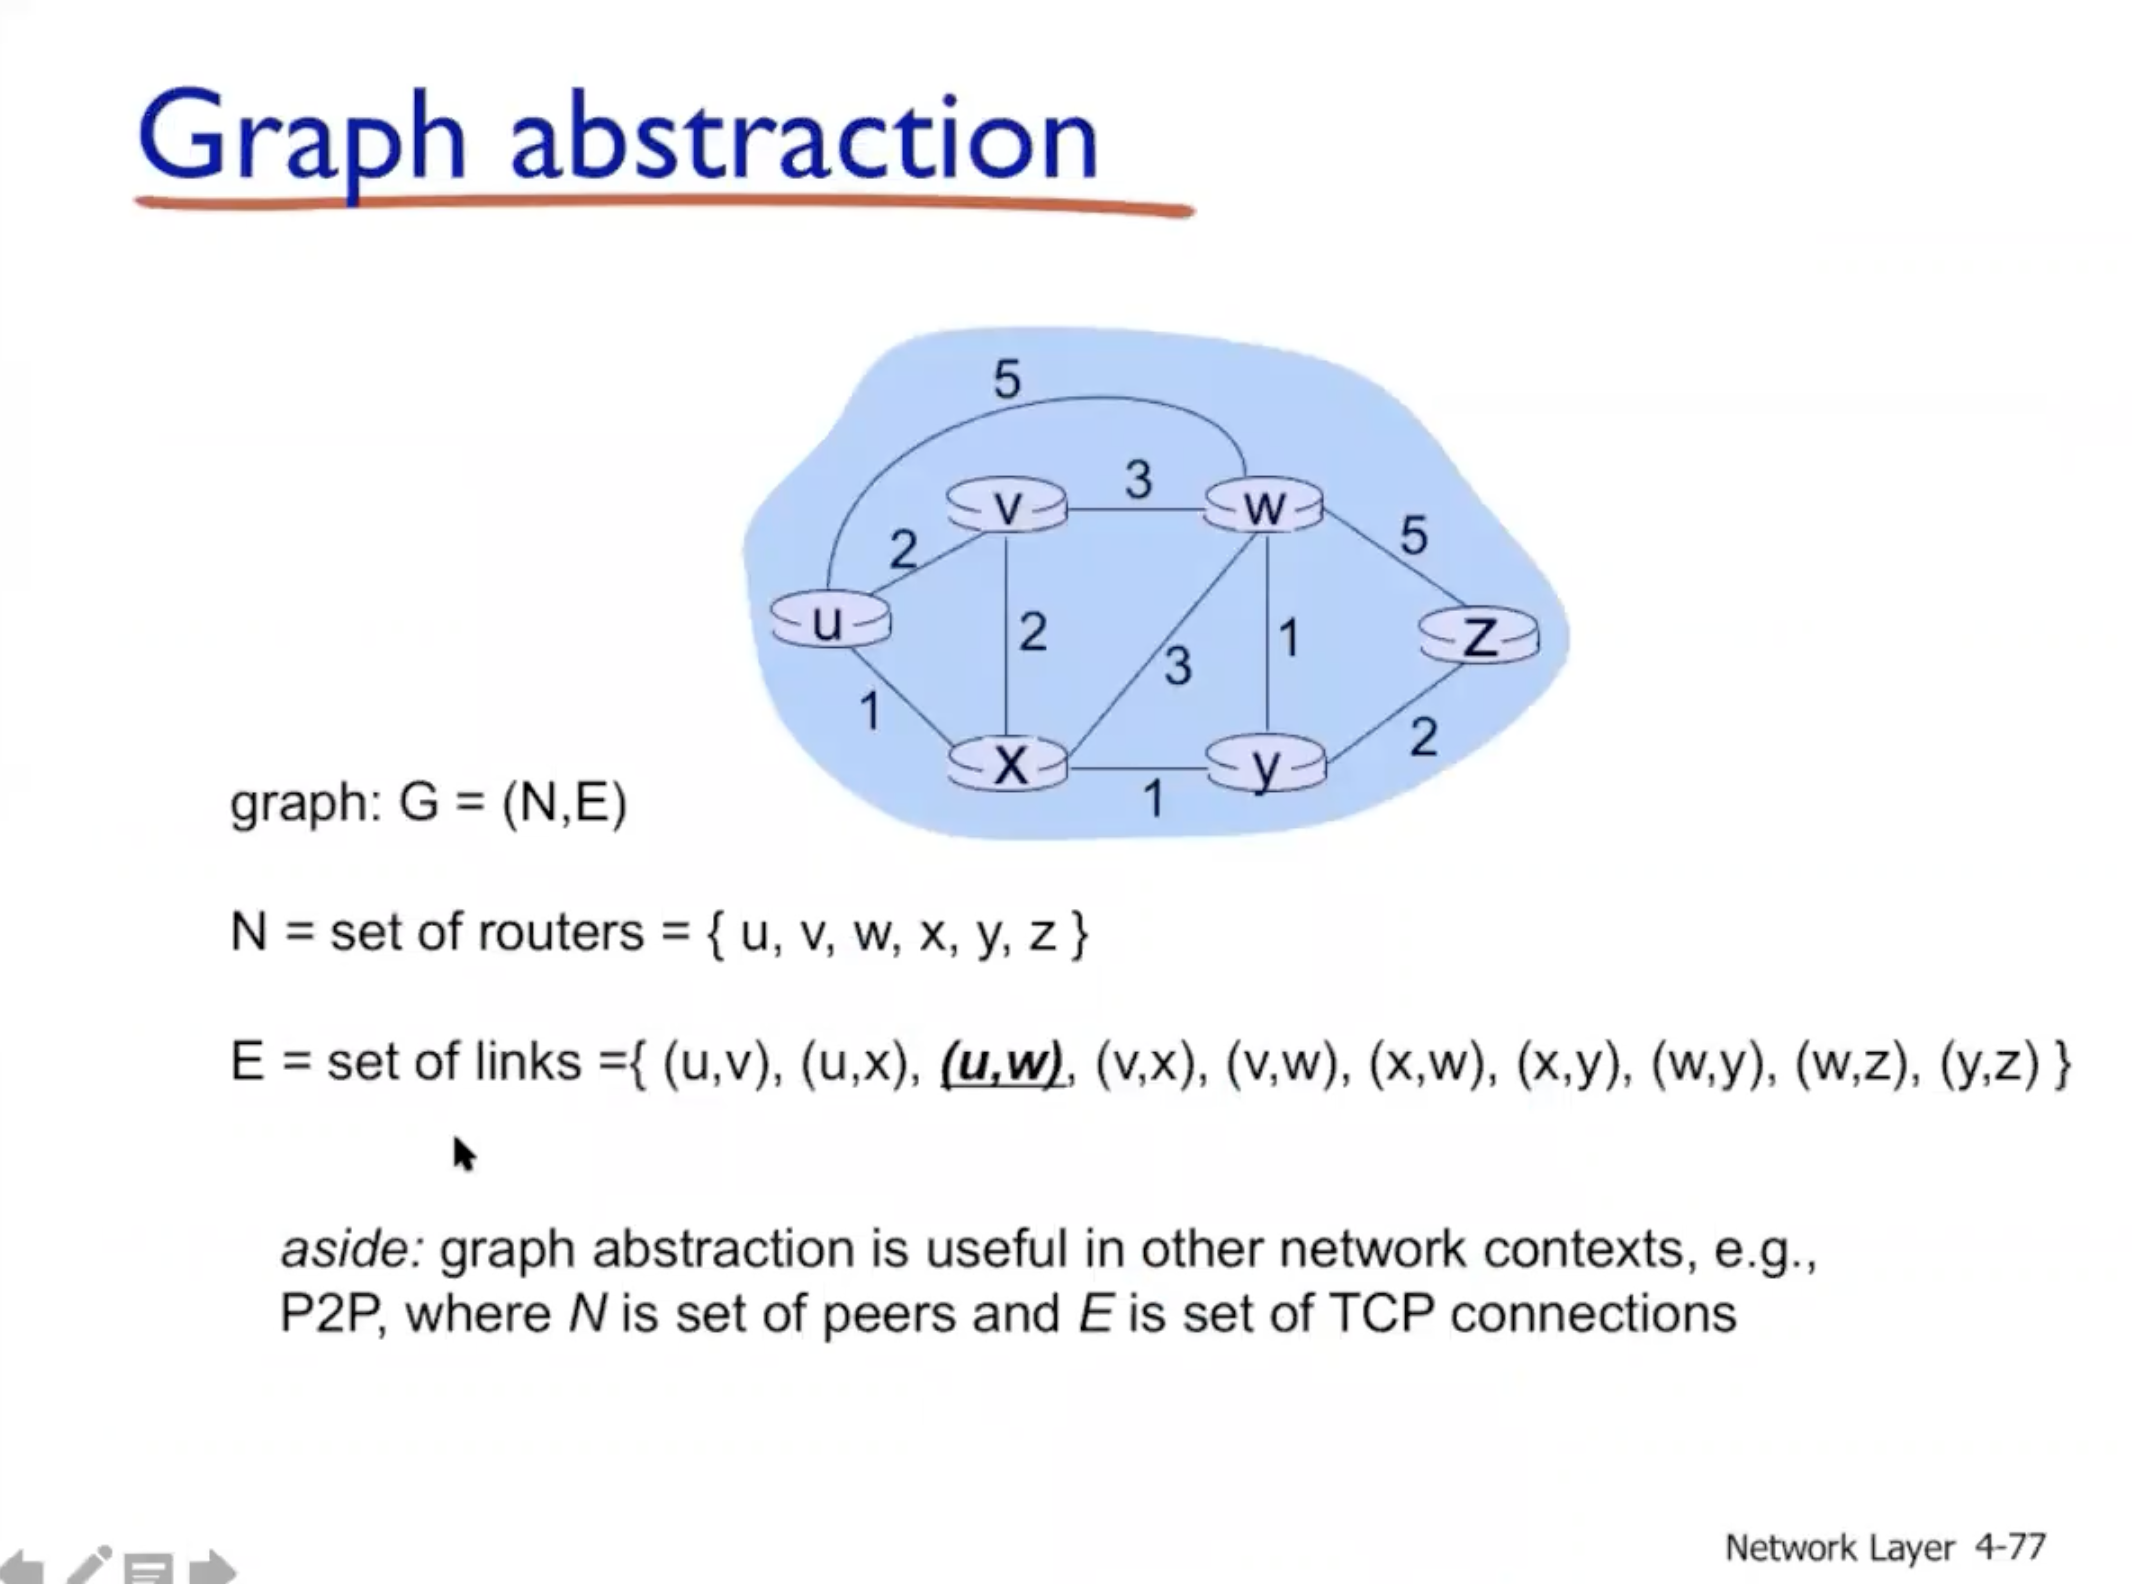 Graph abstraction
5
3
v
w
5
2
u
2
3
1
z
1
x
y
2
1
graph: G = (N,E)
N = set of routers = { u, v, w, x, y, z }
E = set of links ={ (u,v), (u,x), (u,w), (v,x), (v,w), (x,w), (x,y), (w,y), (w,z), (y,z) }
aside: graph abstraction is useful in other network contexts, e.g.,
P2P, where N is set of peers and E is set of TCP connections
Network Layer 4-77